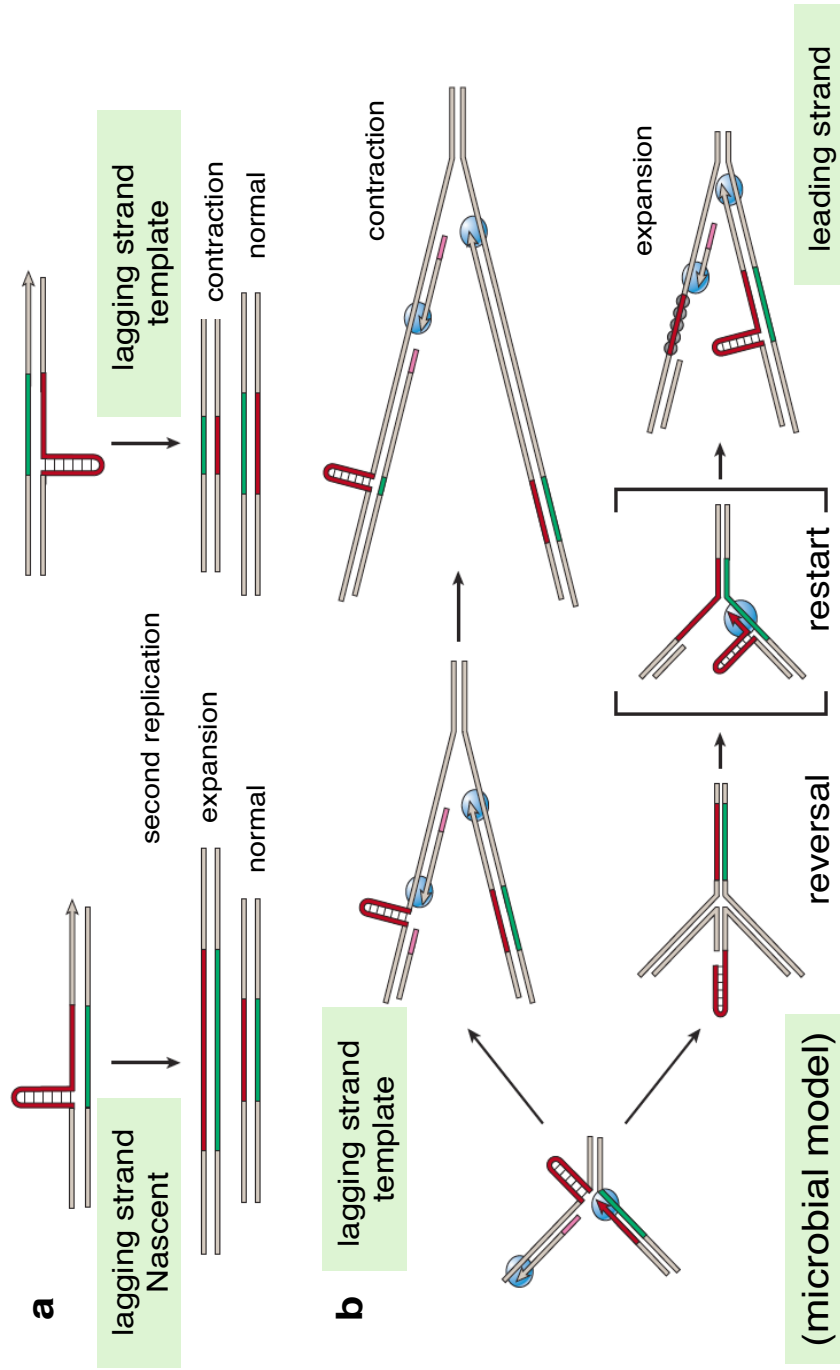 a
lagging strand
Nascent
second replication
expansion
normal
lagging strand
template
contraction
normal
b
lagging strand
template
contraction
(microbial model)
reversal
restart
expansion
leading strand